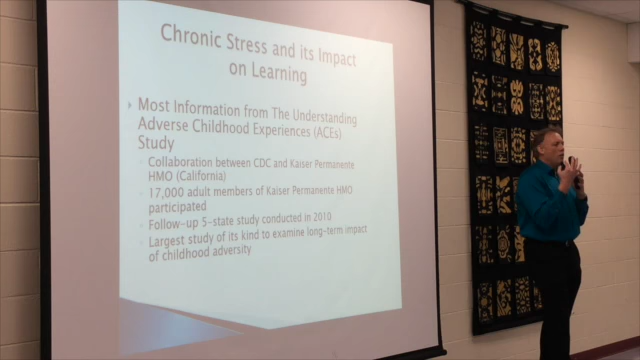 Chronic Stress and its Impact
on Learning
Most Information from The Understanding
Adverse Childhood Experiences (ACEs)
Study
Collaboration between CDC and Kaiser Permanente
HMO (California)
17,000 adult members of Kaiser Permanente HMO
participated
Follow-up 5-state study conducted in 2010
Largest study of its kind to examine long-term impact
of childhood adversity